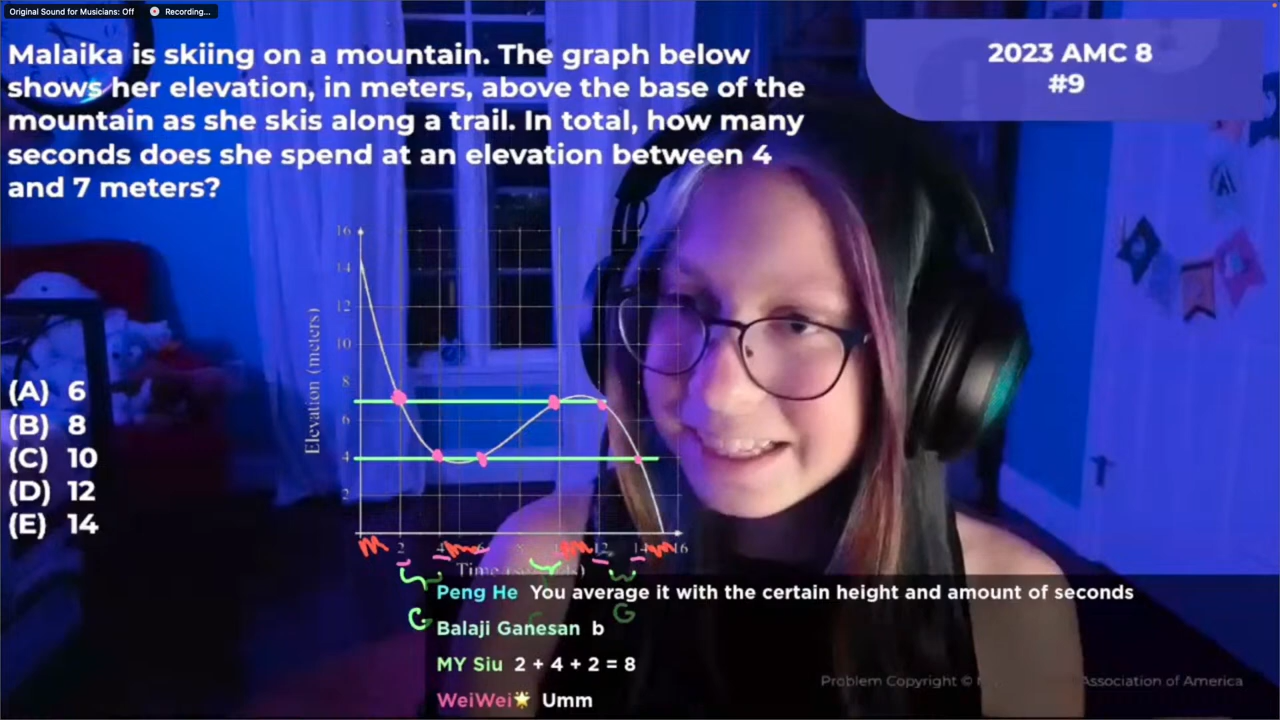 Original Sound for Musicians: Off
Recording...
Malaika is skiing on a mountain. The graph below
shows her elevation, in meters, above the base of the
mountain as she skis along a trail. In total, how many
seconds does she spend at an elevation between 4
and 7 meters?
2023 AMC 8
#9
16
14
12
10
8
6
4
2
Elevation (meters)
(A) 6
(B) 8
(C) 10
(D) 12
(E) 14
2 4 6 8 12 14 16
Time
G G
Peng He You average it with the certain height and amount of seconds
Balaji Ganesan b
MY Siu 2 + 4 + 2 = 8
WeiWei🌟 Umm
Problem Copyright © Association of America